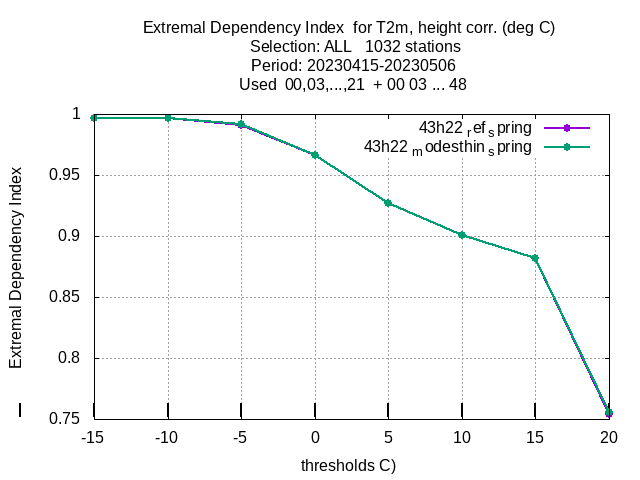 Extremal Dependency Index  for T2m, height corr. (deg C)
Selection: ALL   1032 stations
Period: 20230415-20230506
Used  00,03,...,21  + 00 03 ... 48
43h22 ref spring
43h22 modesthin spring
1
0.95
0.9
0.85
0.8
0.75
Extremal Dependency Index
-15 -10 -5 0 5 10 15 20
thresholds C)